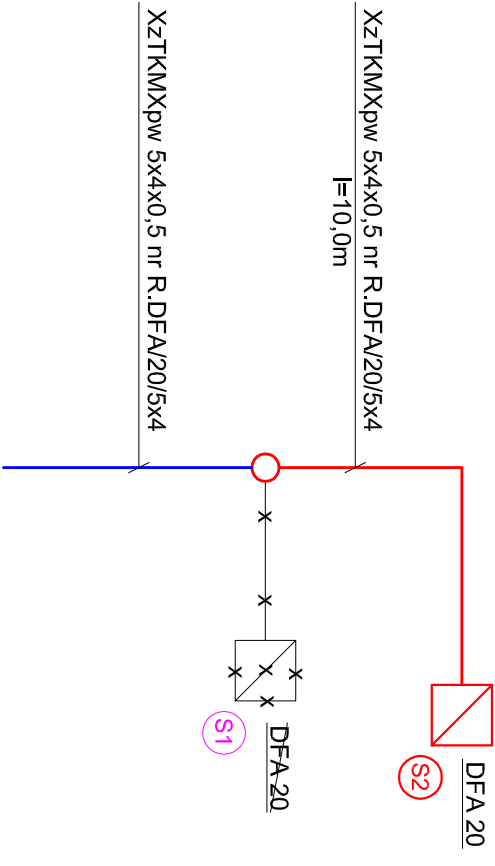 XzTKMXpw 5x4x0,5 nr R.DFA/20/5x4
l=10,0m
XzTKMXpw 5x4x0,5 nr R.DFA/20/5x4
DFA 20
S2
DFA 20
S1